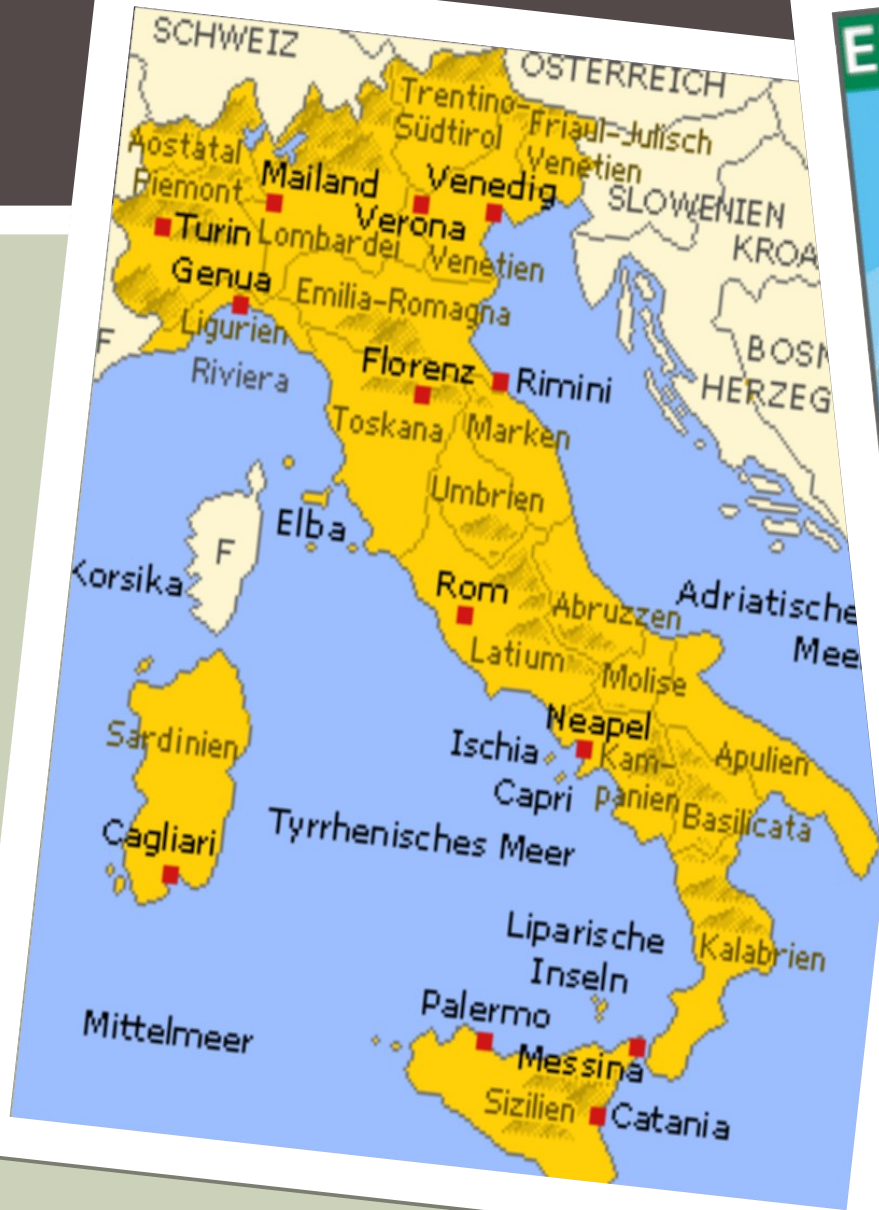 SCHWEIZ
ÖSTERREICH
E
Trentino-
Südtirol
Friaul-Julisch
Venetien
Aostatal
Piemont
Mailand
Venedig
Verona
SLOWENIEN
Turin
Lombardei
Venetien
KROA
Genua
Emilia-Romagna
Ligurien
F
Riviera
Florenz
Rimini
BOSN
HERZEG
Toskana
Marken
Umbrien
Elba
F
Korsika
Rom
Abruzzen
Adriatische
Mee
Latium
Molise
Sardinien
Neapel
Ischia
Kam-
panien
Apulien
Capri
Basilicata
Cagliari
Tyrrhenisches Meer
Liparische
Inseln
Kalabrien
Palermo
Mittelmeer
Messina
Sizilien
Catania